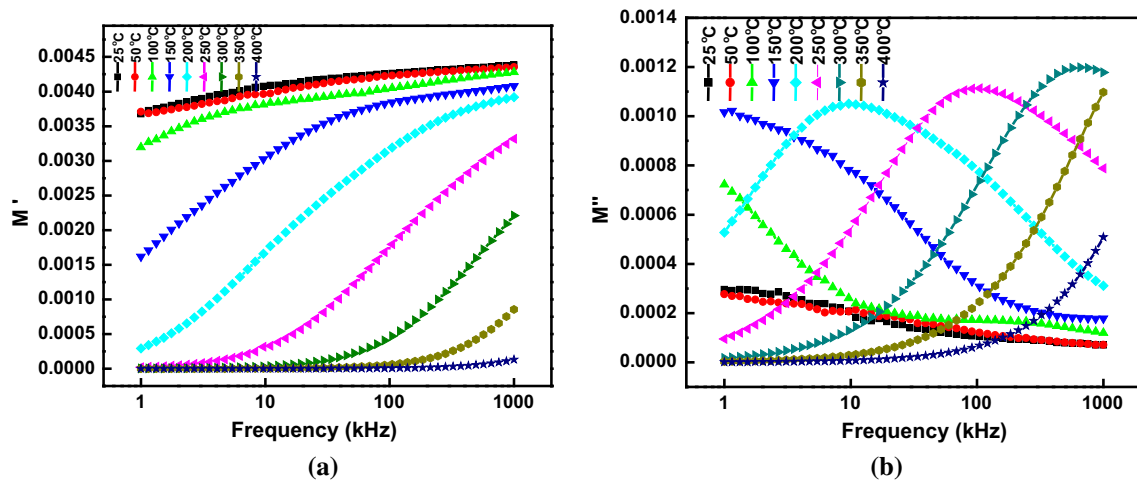 25°C
50°C
100°C
150°C
200°C
250°C
300°C
350°C
400°C
0.0045
0.0040
0.0035
0.0030
0.0025
0.0020
0.0015
0.0010
0.0005
0.0000
M '
1 10 100 1000
Frequency (kHz)
(a)
25°C
50°C
100°C
150°C
200°C
250°C
300°C
350°C
400°C
0.0014
0.0012
0.0010
0.0008
0.0006
0.0004
0.0002
0.0000
M"
1 10 100 1000
Frequency (kHz)
(b)